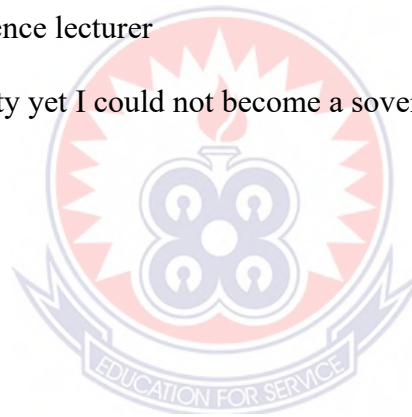 ence lecturer
ty yet I could not become a sover
EDUCATION FOR SERVICE